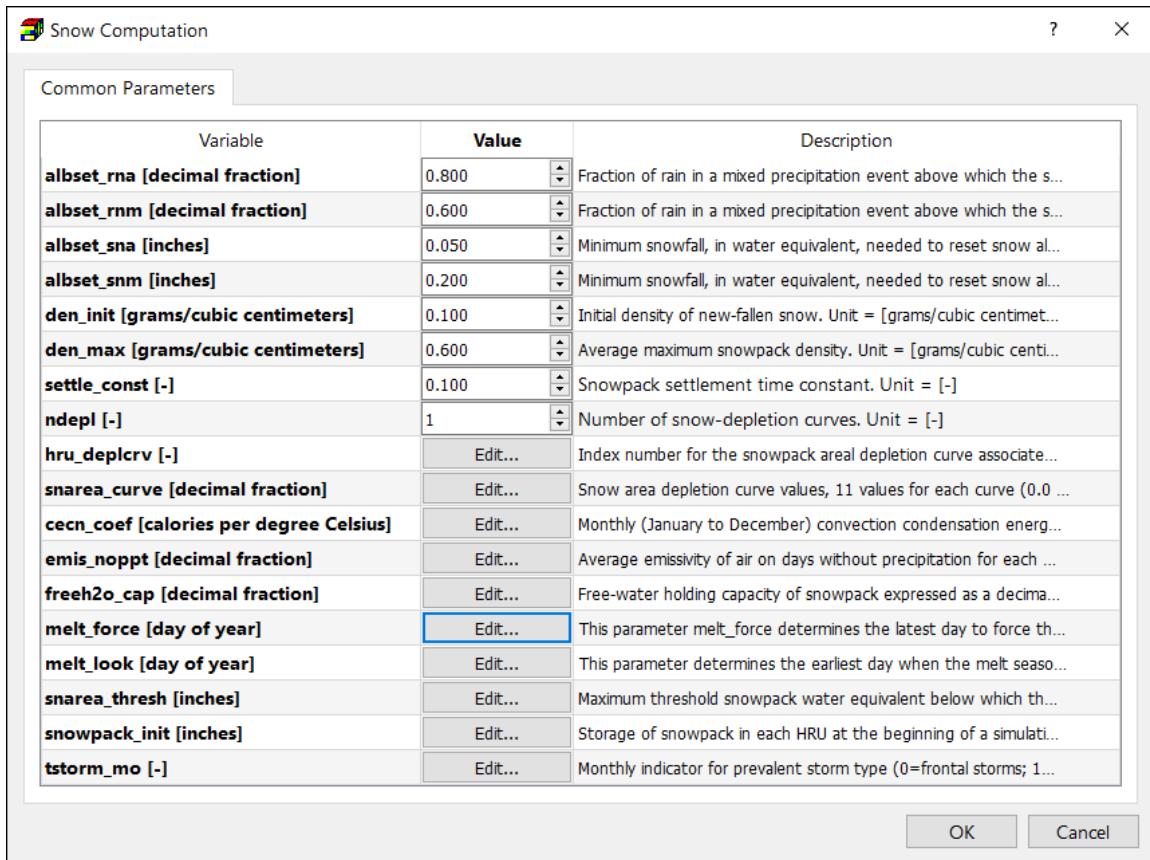 Snow Computation
? ×
Common Parameters
Variable Value Description
albset_rna [decimal fraction] 0.800 Fraction of rain in a mixed precipitation event above which the s...
albset_rnm [decimal fraction] 0.600 Fraction of rain in a mixed precipitation event above which the s...
albset_sna [inches] 0.050 Minimum snowfall, in water equivalent, needed to reset snow al...
albset_snm [inches] 0.200 Minimum snowfall, in water equivalent, needed to reset snow al...
den_init [grams/cubic centimeters] 0.100 Initial density of new-fallen snow. Unit = [grams/cubic centimet...
den_max [grams/cubic centimeters] 0.600 Average maximum snowpack density. Unit = [grams/cubic centi...
settle_const [-] 0.100 Snowpack settlement time constant. Unit = [-]
ndepl [-] 1 Number of snow-depletion curves. Unit = [-]
hru_deplcrv [-] Edit... Index number for the snowpack areal depletion curve associate...
snarea_curve [decimal fraction] Edit... Snow area depletion curve values, 11 values for each curve (0.0 ...
cecn_coef [calories per degree Celsius] Edit... Monthly (January to December) convection condensation energ...
emis_noppt [decimal fraction] Edit... Average emissivity of air on days without precipitation for each ...
freeh2o_cap [decimal fraction] Edit... Free-water holding capacity of snowpack expressed as a decima...
melt_force [day of year] Edit... This parameter melt_force determines the latest day to force th...
melt_look [day of year] Edit... This parameter determines the earliest day when the melt seaso...
snarea_thresh [inches] Edit... Maximum threshold snowpack water equivalent below which th...
snowpack_init [inches] Edit... Storage of snowpack in each HRU at the beginning of a simulati...
tstorm_mo [-] Edit... Monthly indicator for prevalent storm type (0=frontal storms; 1...
OK Cancel